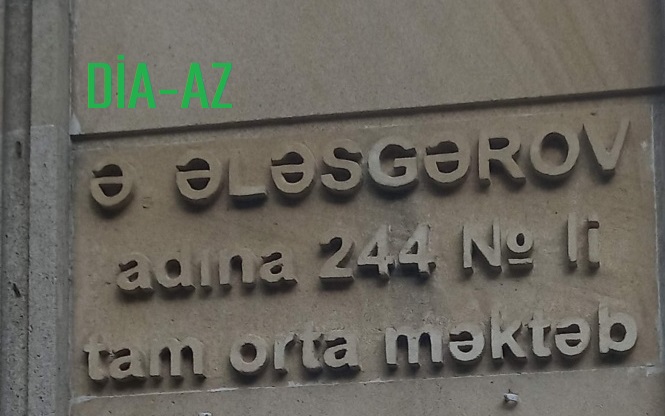 DİA-AZ
Ə ƏLƏSGƏROV
adına 244 № li
tam orta məktəb